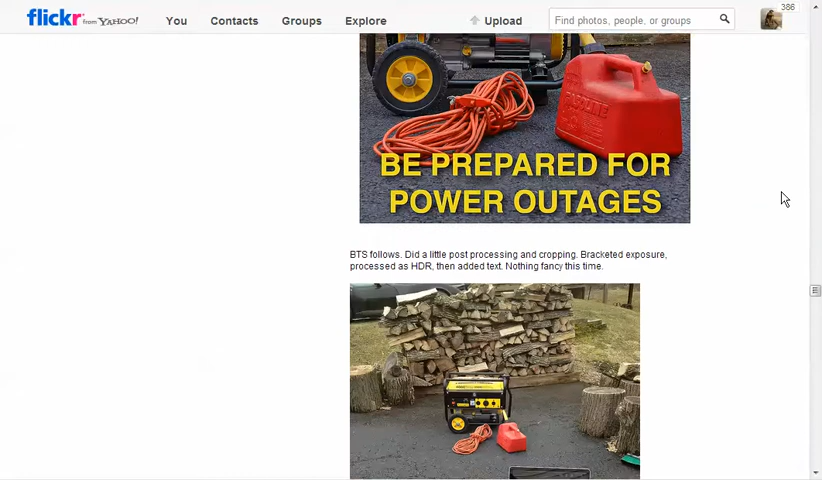 flickr from YAHOO! You Contacts Groups Explore Upload Find photos, people, or groups 386
GASOLINE
BE PREPARED FOR
POWER OUTAGES
BTS follows. Did a little post processing and cropping. Bracketed exposure,
processed as HDR, then added text. Nothing fancy this time.